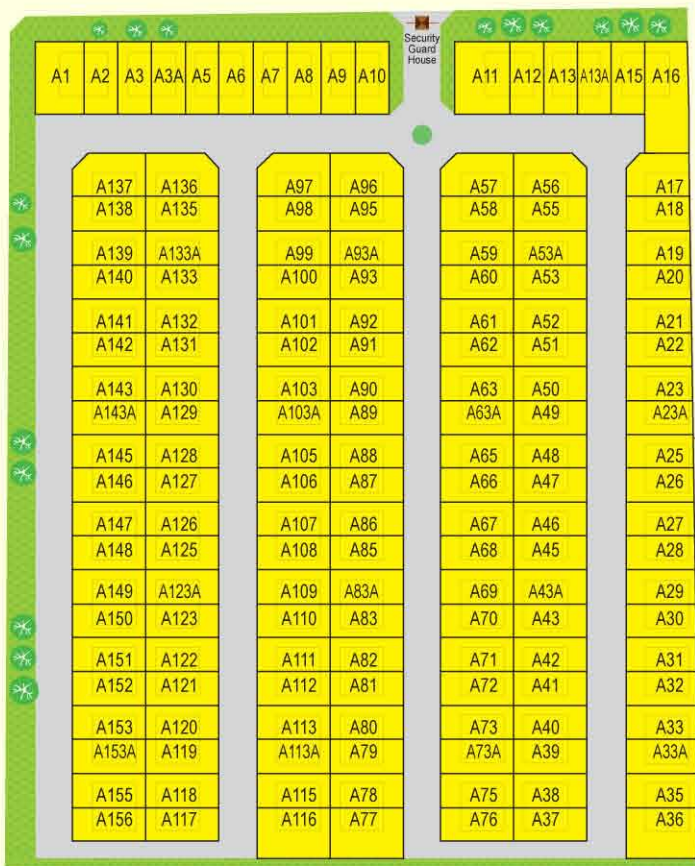 Security
Guard
House
A1 A2 A3 A3A A5 A6 A7 A8 A9 A10 A11 A12 A13 A13A A15 A16
A137 A136 A97 A96 A57 A56 A17
A138 A135 A98 A95 A58 A55 A18
A139 A133A A99 A93A A59 A53A A19
A140 A133 A100 A93 A60 A53 A20
A141 A132 A101 A92 A61 A52 A21
A142 A131 A102 A91 A62 A51 A22
A143 A130 A103 A90 A63 A50 A23
A143A A129 A103A A89 A63A A49 A23A
A145 A128 A105 A88 A65 A48 A25
A146 A127 A106 A87 A66 A47 A26
A147 A126 A107 A86 A67 A46 A27
A148 A125 A108 A85 A68 A45 A28
A149 A123A A109 A83A A69 A43A A29
A150 A123 A110 A83 A70 A43 A30
A151 A122 A111 A82 A71 A42 A31
A152 A121 A112 A81 A72 A41 A32
A153 A120 A113 A80 A73 A40 A33
A153A A119 A113A A79 A73A A39 A33A
A155 A118 A115 A78 A75 A38 A35
A156 A117 A116 A77 A76 A37 A36